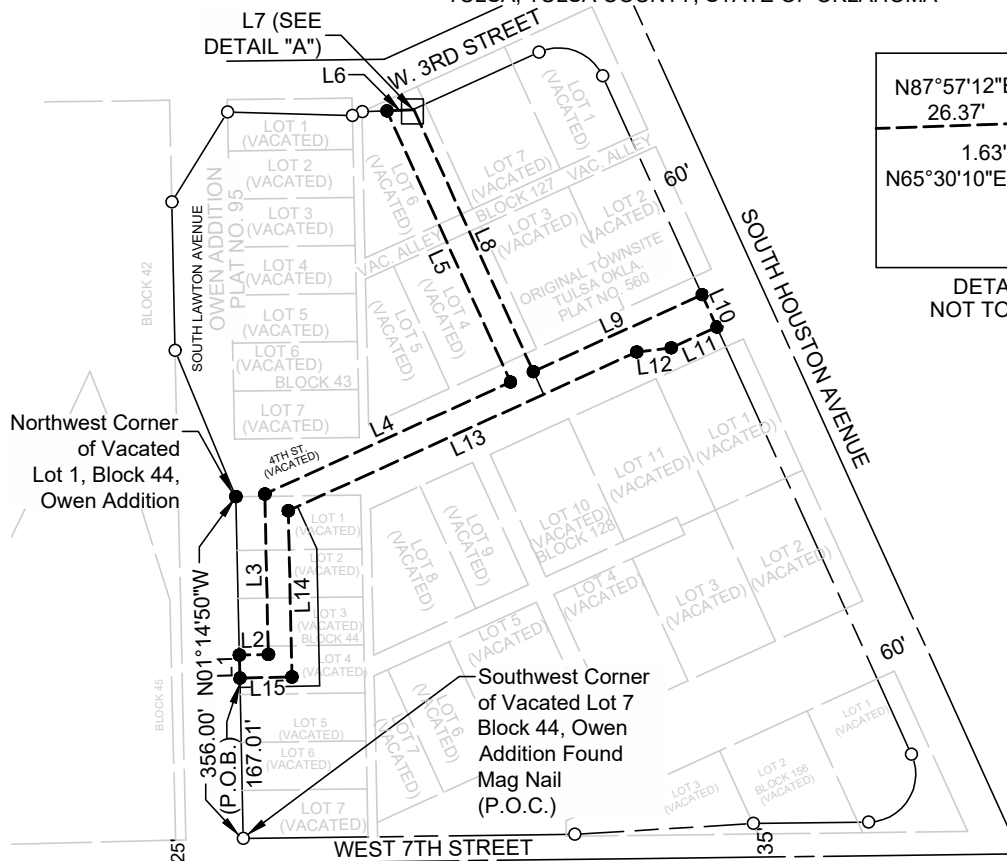 TULSA, TULSA COUNTY, STATE OF OKLAHOMA
L7 (SEE
DETAIL "A")
L6
W. 3RD STREET
N87°57'12"E
26.37'
1.63'
N65°30'10"E
DETA
NOT TO
LOT 1
(VACATED)
LOT 2
(VACATED)
LOT 3
(VACATED)
LOT 4
(VACATED)
LOT 5
(VACATED)
LOT 6
(VACATED)
BLOCK 43
LOT 7
(VACATED)
OWEN ADDITION
PLAT NO. 95
SOUTH LAWTON AVENUE
BLOCK 42
LOT 6
(VACATED)
LOT 7
(VACATED)
LOT 1
(VACATED)
BLOCK 127
VAC. ALLEY
VAC. ALLEY
LOT 3
(VACATED)
LOT 2
(VACATED)
LOT 4
(VACATED)
LOT 5
(VACATED)
ORIGINAL TOWNSITE
TULSA OKLA.
PLAT NO. 560
60'
SOUTH HOUSTON AVENUE
L5
L8
L9
L10
L11
L12
L4
L13
4TH ST.
(VACATED)
Northwest Corner
of Vacated
Lot 1, Block 44,
Owen Addition
L3
L14
L2
L1
L15
LOT 1
(VACATED)
LOT 2
(VACATED)
LOT 3
(VACATED)
BLOCK 44
LOT 4
(VACATED)
LOT 5
(VACATED)
LOT 6
(VACATED)
LOT 7
(VACATED)
356.00' N01°14'50"W
(P.O.B.)
167.01'
BLOCK 45
LOT 8
(VACATED)
LOT 9
(VACATED)
LOT 10
(VACATED)
BLOCK 128
LOT 11
(VACATED)
LOT 1
(VACATED)
LOT 2
(VACATED)
LOT 3
(VACATED)
LOT 4
(VACATED)
LOT 5
(VACATED)
LOT 6
(VACATED)
LOT 7
(VACATED)
Southwest Corner
of Vacated Lot 7
Block 44, Owen
Addition Found
Mag Nail
(P.O.C.)
60'
LOT 1
(VACATED)
LOT 2
BLOCK 156
(VACATED)
LOT 3
(VACATED)
WEST 7TH STREET
25'
35'